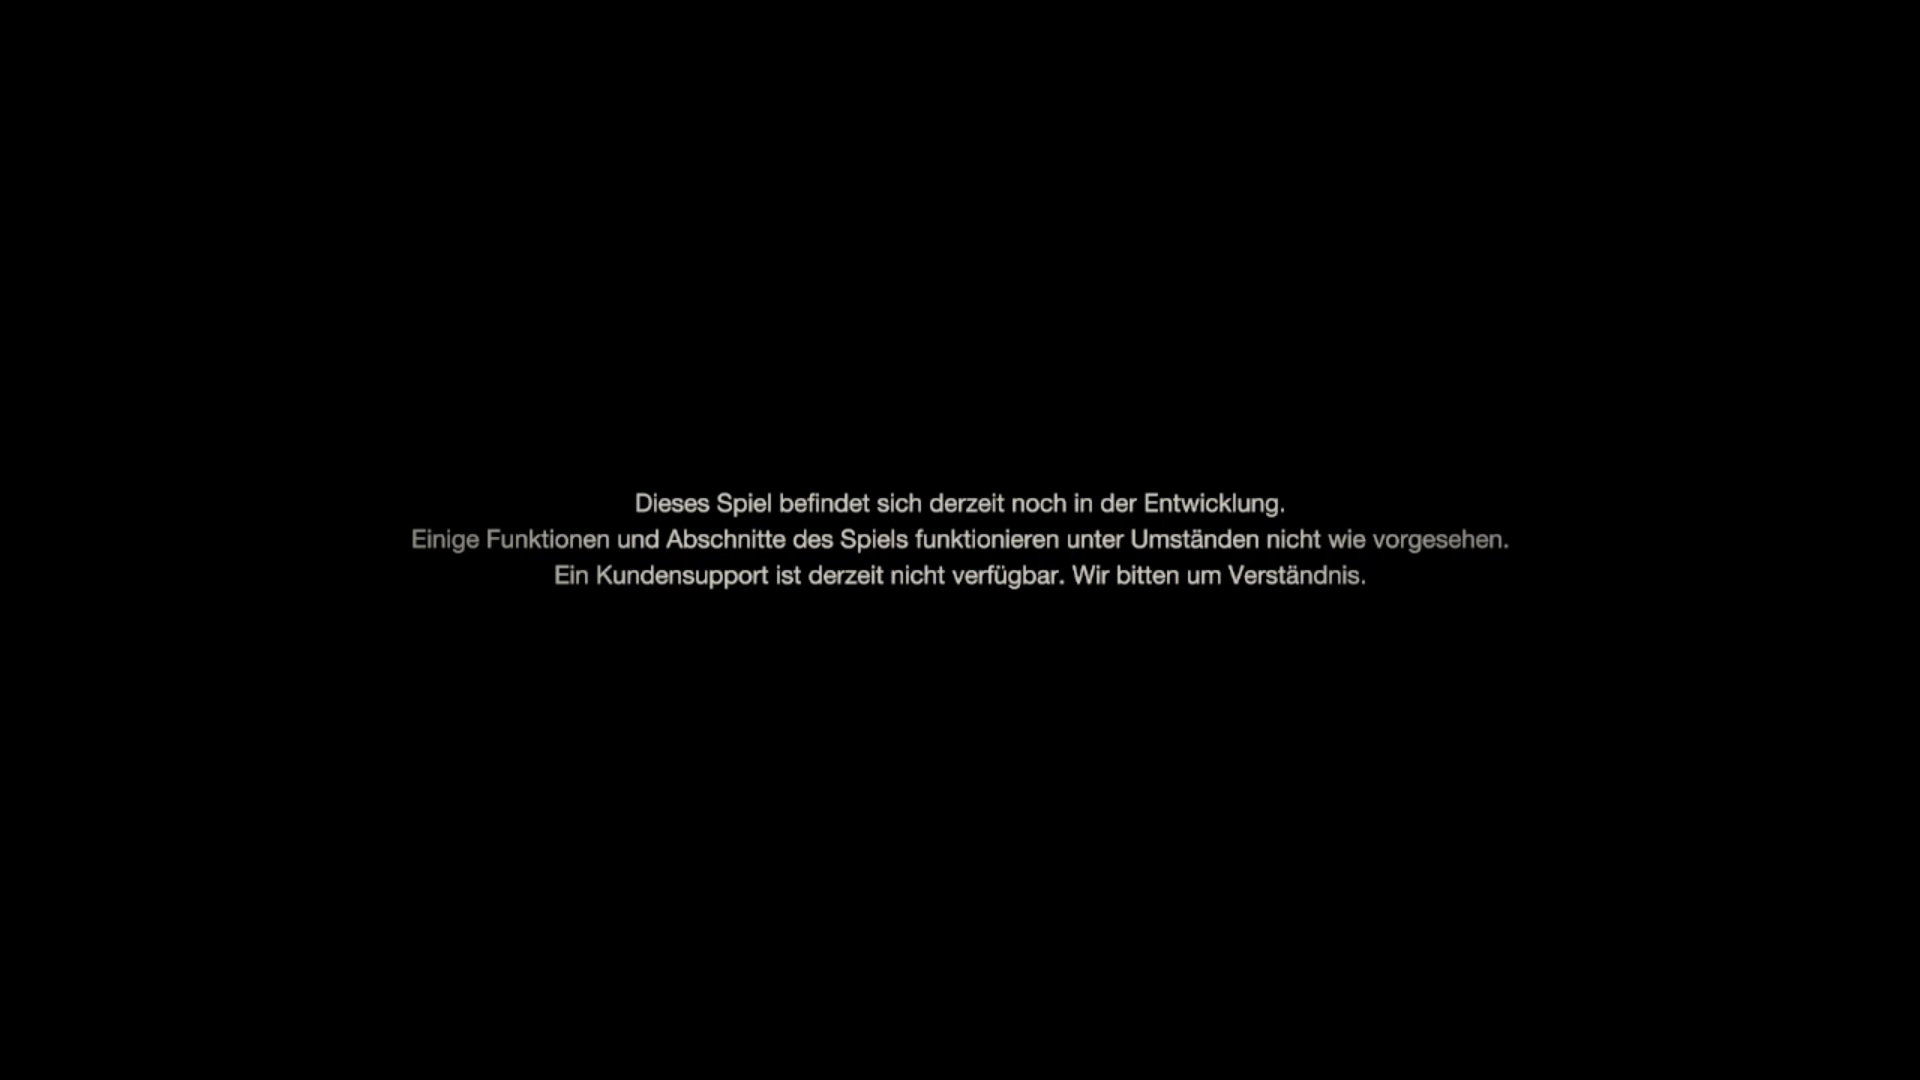 Dieses Spiel befindet sich derzeit noch in der Entwicklung.
Einige Funktionen und Abschnitte des Spiels funktionieren unter Umständen nicht wie vorgesehen.
Ein Kundensupport ist derzeit nicht verfügbar. Wir bitten um Verständnis.